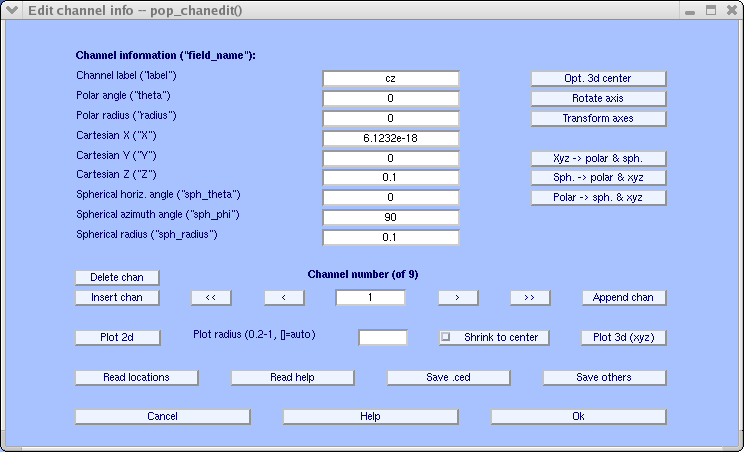 Edit channel info -- pop_chanedit()
Channel information ("field_name"):
Channel label ("label") cz Opt. 3d center
Polar angle ("theta") 0 Rotate axis
Polar radius ("radius") 0 Transform axes
Cartesian X ("X") 6.1232e-18
Cartesian Y ("Y") 0 Xyz -> polar & sph.
Cartesian Z ("Z") 0.1 Sph. -> polar & xyz
Spherical horiz. angle ("sph_theta") 0 Polar -> sph. & xyz
Spherical azimuth angle ("sph_phi") 90
Spherical radius ("sph_radius") 0.1
Delete chan Channel number (of 9)
Insert chan << < 1 > >> Append chan
Plot 2d Plot radius (0.2-1, []=auto) Shrink to center Plot 3d (xyz)
Read locations Read help Save .ced Save others
Cancel Help Ok